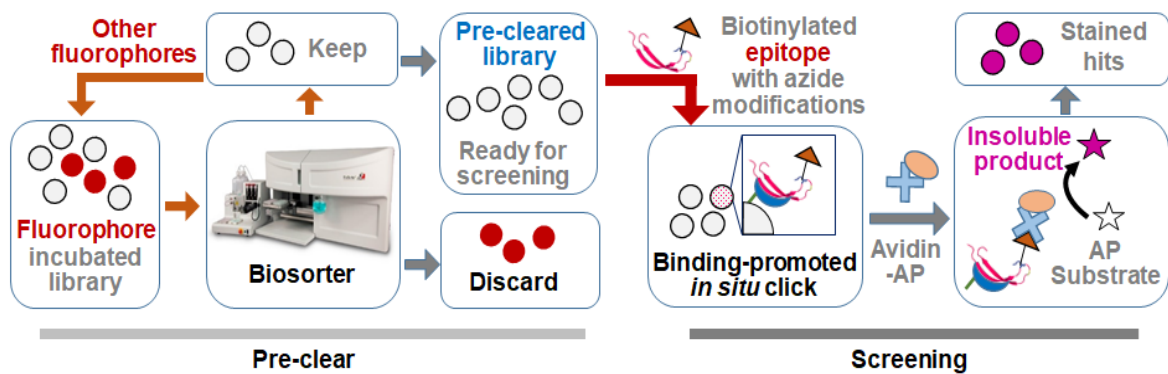 Other
fluorophores
Keep
Fluorophore
incubated
library
Biosorter
Pre-cleared
library
Ready for
screening
Discard
Pre-clear
Biotinylated
epitope
with azide
modifications
Binding-promoted
in situ click
Avidin
-AP
Stained
hits
Insoluble
product
AP
Substrate
Screening